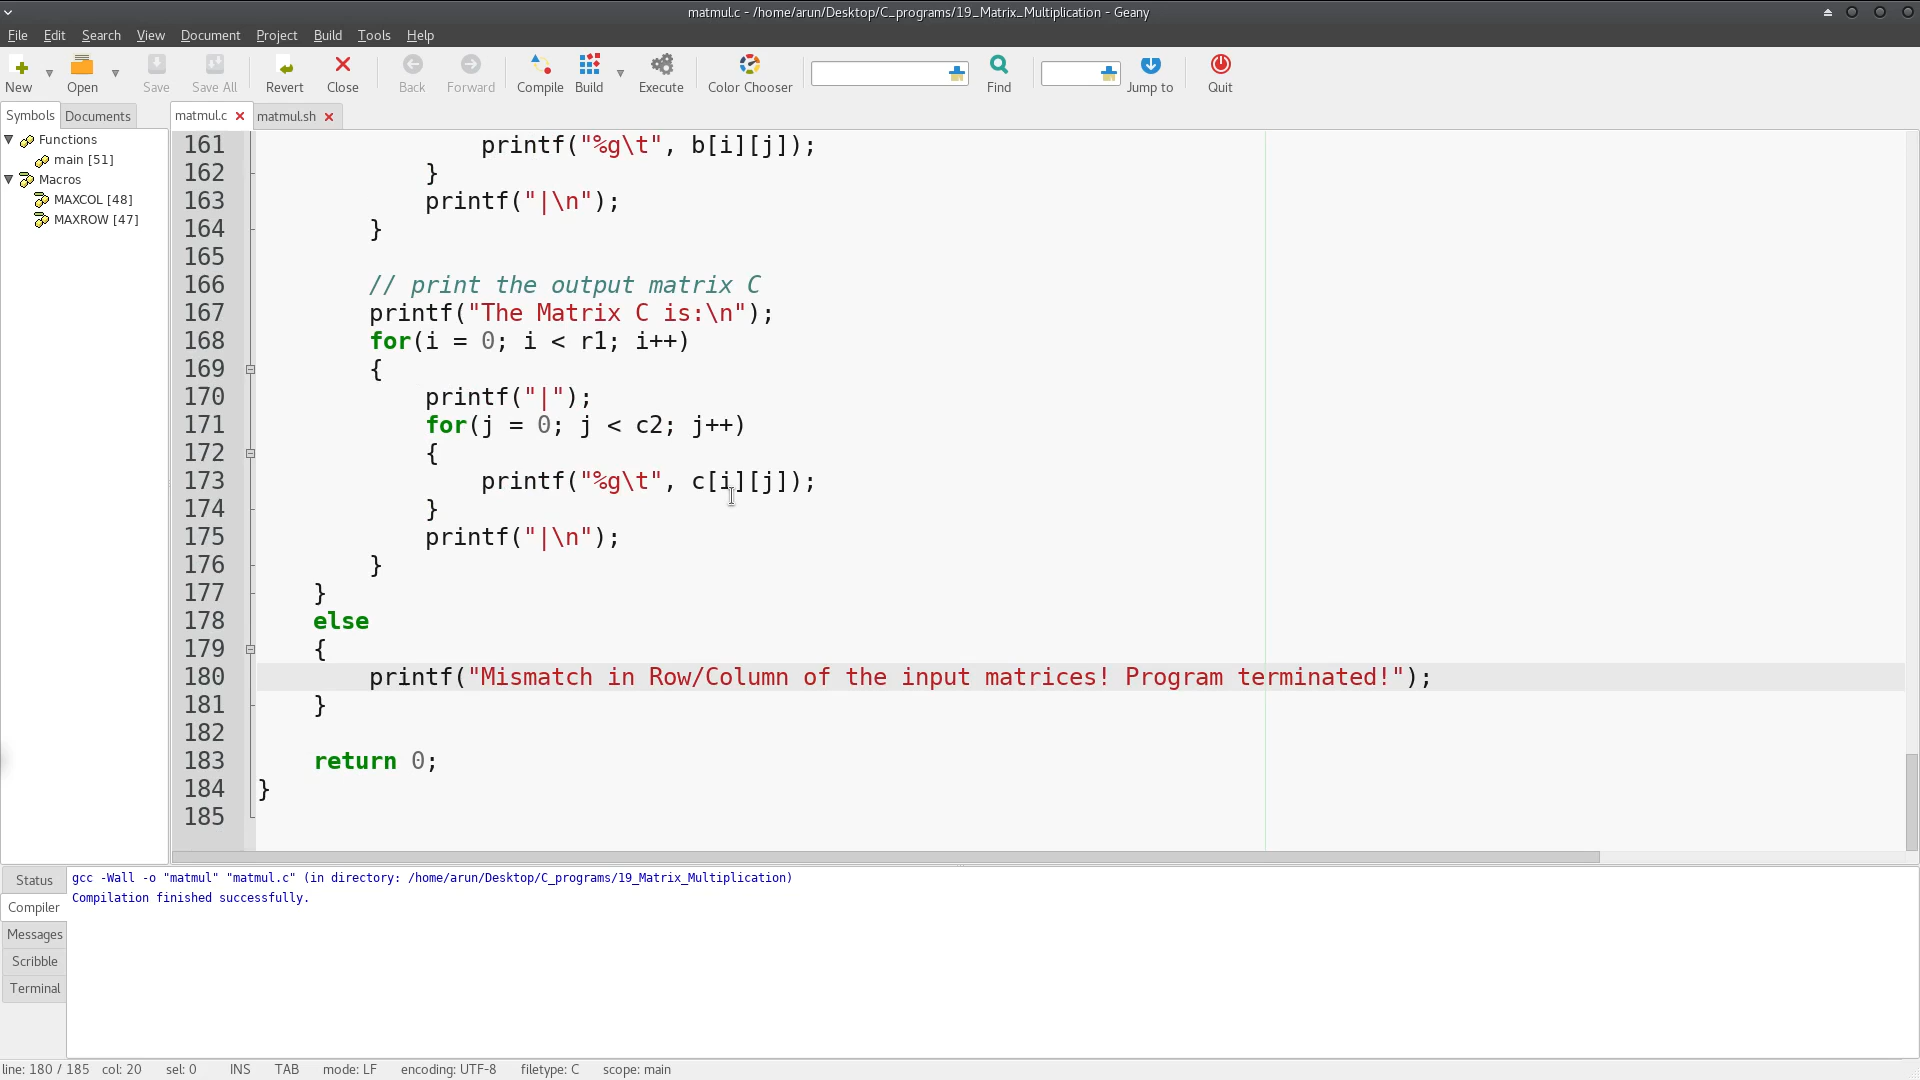 matmul.c - /home/arun/Desktop/C_programs/19_Matrix_Multiplication - Geany
File Edit Search View Document Project Build Tools Help
New Open Save Save All Revert Close Back Forward Compile Build Execute Color Chooser Find Jump to Quit
Symbols Documents matmul.c matmul.sh
Functions
main [51]
Macros
MAXCOL [48]
MAXROW [47]
161 printf("%g\t", b[i][j]);
162 }
163 printf("|\n");
164 }
165
166 // print the output matrix C
167 printf("The Matrix C is:\n");
168 for(i = 0; i < r1; i++)
169 {
170 printf("|");
171 for(j = 0; j < c2; j++)
172 {
173 printf("%g\t", c[i][j]);
174 }
175 printf("|\n");
176 }
177 }
178 else
179 {
180 printf("Mismatch in Row/Column of the input matrices! Program terminated!");
181 }
182
183 return 0;
184 }
185
Status
Compiler
Messages
Scribble
Terminal
gcc -Wall -o "matmul" "matmul.c" (in directory: /home/arun/Desktop/C_programs/19_Matrix_Multiplication)
Compilation finished successfully.
line: 180 / 185 col: 20 sel: 0 INS TAB mode: LF encoding: UTF-8 filetype: C scope: main